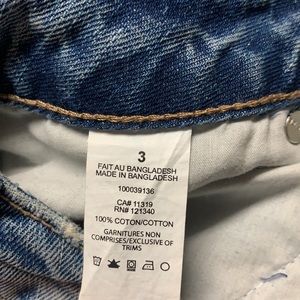 3
FAIT AU BANGLADESH
MADE IN BANGLADESH
100039136
CA# 11319
RN# 121340
100% COTON/COTTON
GARNITURES NON
COMPRISES/EXCLUSIVE OF
TRIMS